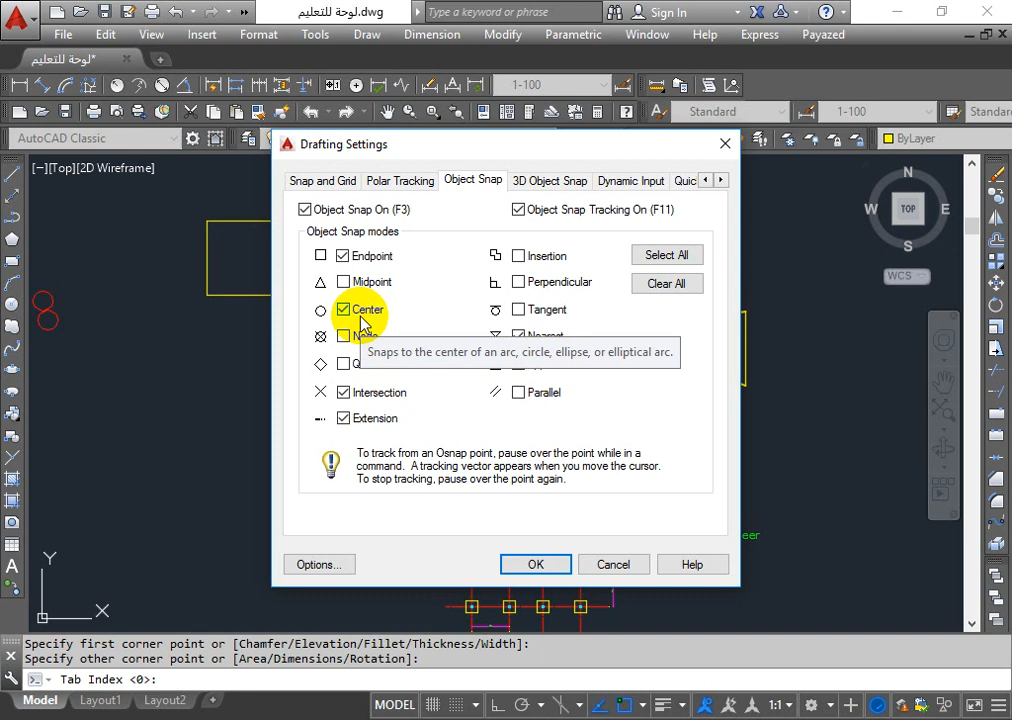 لوحة للتعليم.dwg
Type a keyword or phrase
Sign In
File Edit View Insert Format Tools Draw Dimension Modify Parametric Window Help Express Payazed
لوحة للتعليم*
1-100
Standard
1-100
Standard
AutoCAD Classic
ByLayer
[−][Top][2D Wireframe]
N
W TOP E
S
WCS
Drafting Settings
Snap and Grid Polar Tracking Object Snap 3D Object Snap Dynamic Input Quic
Object Snap On (F3) Object Snap Tracking On (F11)
Object Snap modes
Endpoint Insertion Select All
Midpoint Perpendicular Clear All
Center Tangent
Snaps to the center of an arc, circle, ellipse, or elliptical arc.
Intersection Parallel
Extension
To track from an Osnap point, pause over the point while in a
command. A tracking vector appears when you move the cursor.
To stop tracking, pause over the point again.
Options... OK Cancel Help
eer
Y
X
Specify first corner point or [Chamfer/Elevation/Fillet/Thickness/Width]:
Specify other corner point or [Area/Dimensions/Rotation]:
Tab Index <0>:
Model Layout1 Layout2
MODEL 1:1